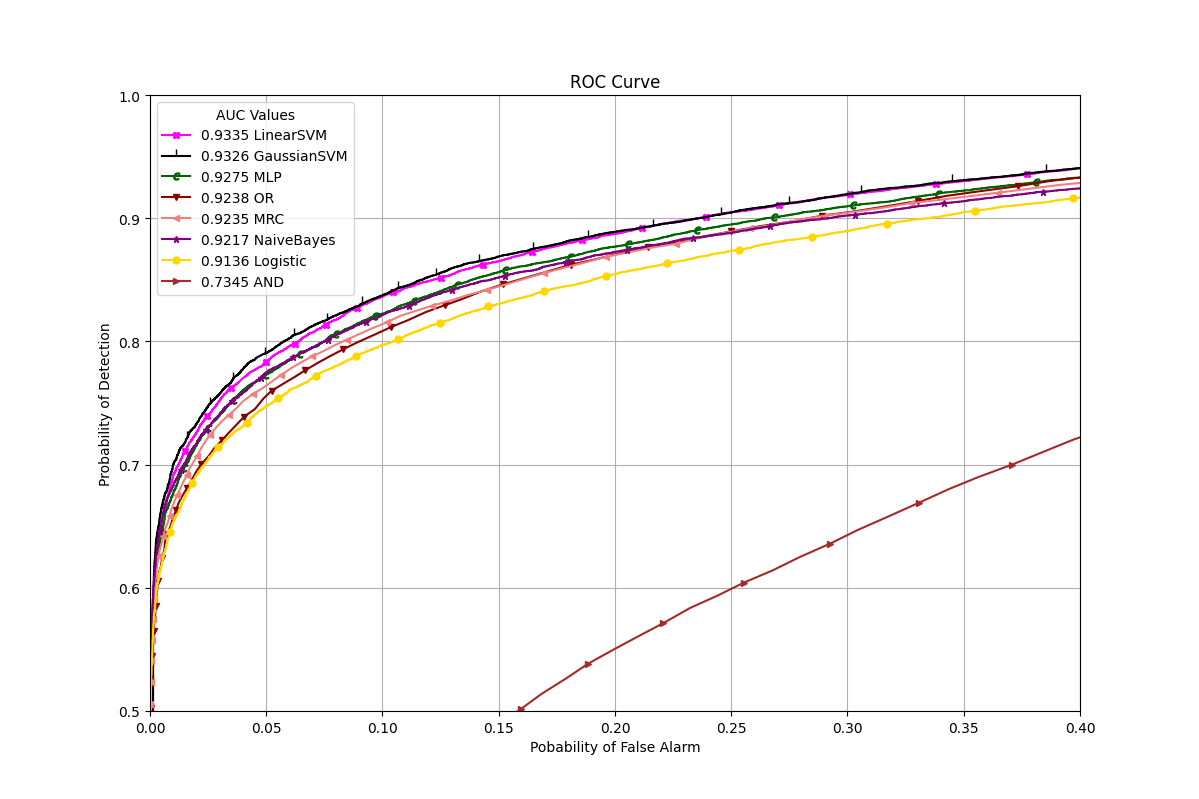 ROC Curve
AUC Values
0.9335 LinearSVM
0.9326 GaussianSVM
0.9275 MLP
0.9238 OR
0.9235 MRC
0.9217 NaiveBayes
0.9136 Logistic
0.7345 AND
Probability of Detection
1.0
0.9
0.8
0.7
0.6
0.5
0.00 0.05 0.10 0.15 0.20 0.25 0.30 0.35 0.40
Pobability of False Alarm